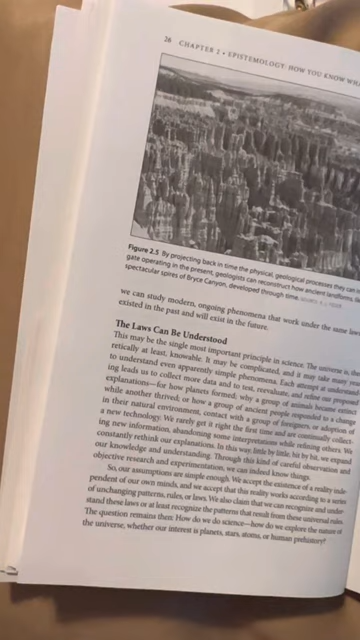 26 CHAPTER 2 • EPISTEMOLOGY: HOW YOU KNOW WHA
Figure 2.5 By projecting back in time the physical, geological processes they can
gate operating in the present, geologists can reconstruct how ancient landforms,
spectacular spires of Bryce Canyon, developed through time.
we can study modern, ongoing phenomena that work under the same laws
existed in the past and will exist in the future.
The Laws Can Be Understood
This may be the single most important principle in science. The universe is, the
retically at least, knowable. It may be complicated, and it may take many years
to understand even apparently simple phenomena. Each attempt at understand
ing leads us to collect more data and to test, reevaluate, and refine our proposed
explanations—for how planets formed; why a group of animals became extinct
while another thrived; or how a group of ancient people responded to a change
in their natural environment, contact with a group of foreigners, or adoption of
a new technology. We rarely get it right the first time and are continually collect
ing new information, abandoning some interpretations while refining others. We
constantly rethink our explanations. In this way, little by little, bit by bit, we expand
our knowledge and understanding. Through this kind of careful observation and
objective research and experimentation, we can indeed know things.
So, our assumptions are simple enough. We accept the existence of a reality inde
pendent of our own minds, and we accept that this reality works according to a series
of unchanging patterns, rules, or laws. We also claim that we can recognize and under
stand these laws or at least recognize the patterns that result from these universal rules.
The question remains then: How do we do science—how do we explore the nature of
the universe, whether our interest is planets, stars, atoms, or human prehistory?